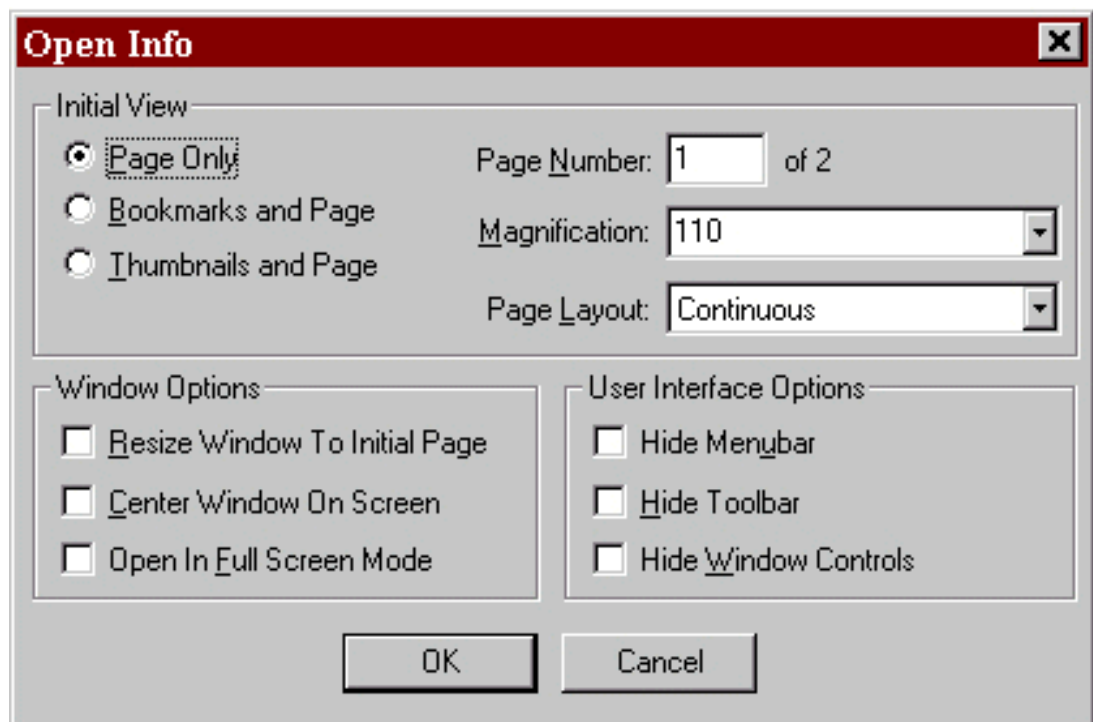 Open Info
Initial View
Page Only
Bookmarks and Page
Thumbnails and Page
Page Number: 1 of 2
Magnification: 110
Page Layout: Continuous
Window Options
Resize Window To Initial Page
Center Window On Screen
Open In Full Screen Mode
User Interface Options
Hide Menubar
Hide Toolbar
Hide Window Controls
OK
Cancel